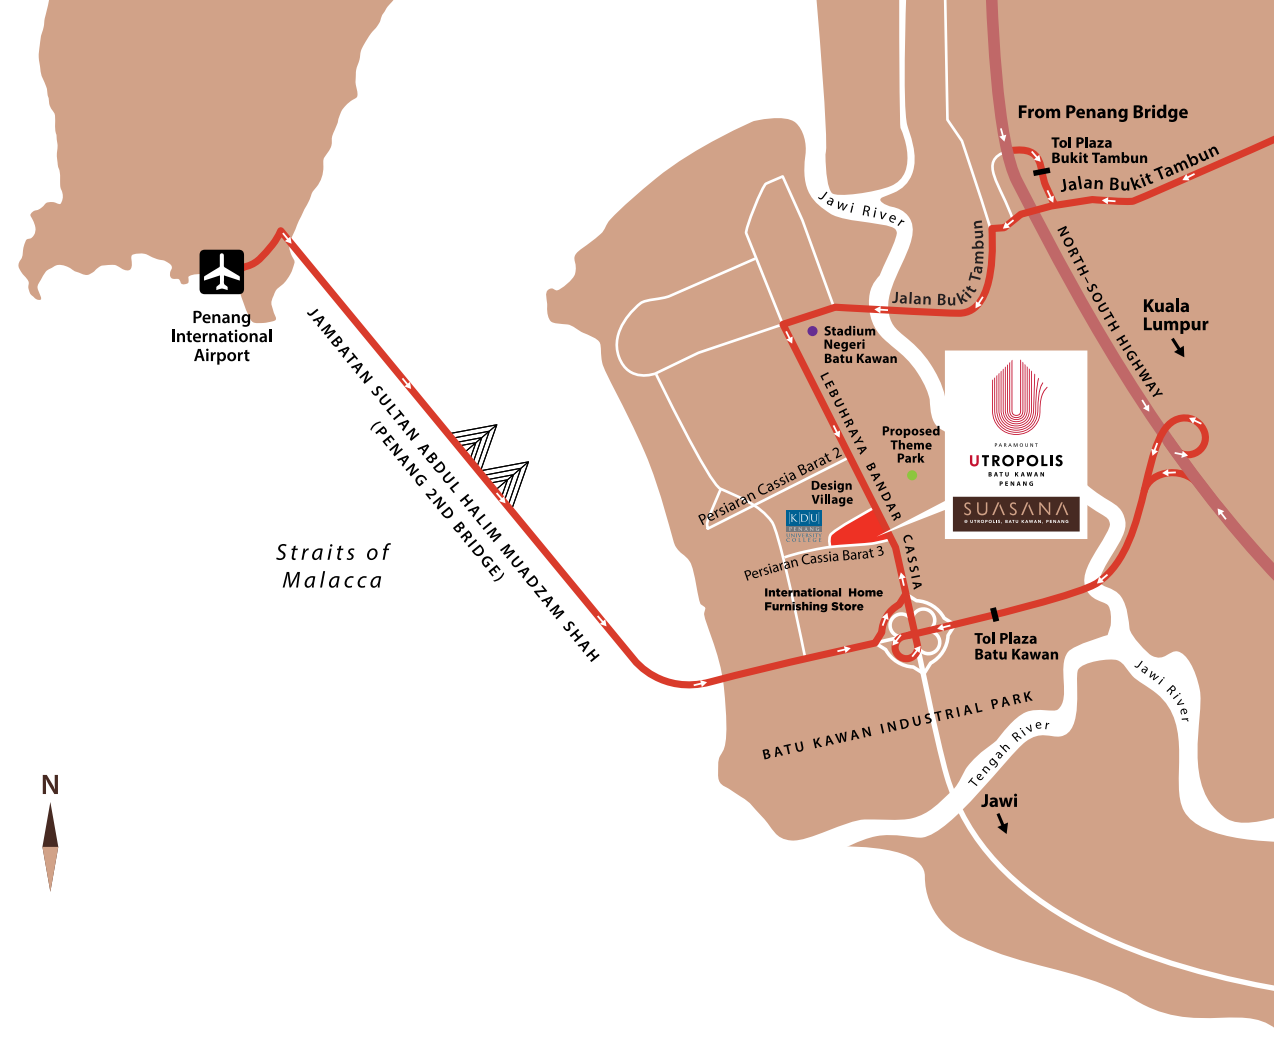 From Penang Bridge
Tol Plaza
Bukit Tambun
Jalan Bukit Tambun
Jawi River
Jalan Bukit Tambun
NORTH-SOUTH HIGHWAY
Kuala
Lumpur
Penang
International
Airport
JAMBATAN SULTAN ABDUL HALIM MUADZAM SHAH
(PENANG 2ND BRIDGE)
Stadium
Negeri
Batu Kawan
LEBUHRAYA BANDAR CASSIA
Proposed
Theme
Park
PARAMOUNT
UTROPOLIS
BATU KAWAN
PENANG
SUASANA
@ UTROPOLIS, BATU KAWAN, PENANG
Persiaran Cassia Barat 2
Design
Village
KDU
PENANG
UNIVERSITY
COLLEGE
Persiaran Cassia Barat 3
International Home
Furnishing Store
Straits of
Malacca
Tol Plaza
Batu Kawan
Jawi River
BATU KAWAN INDUSTRIAL PARK
Tengah River
Jawi
N